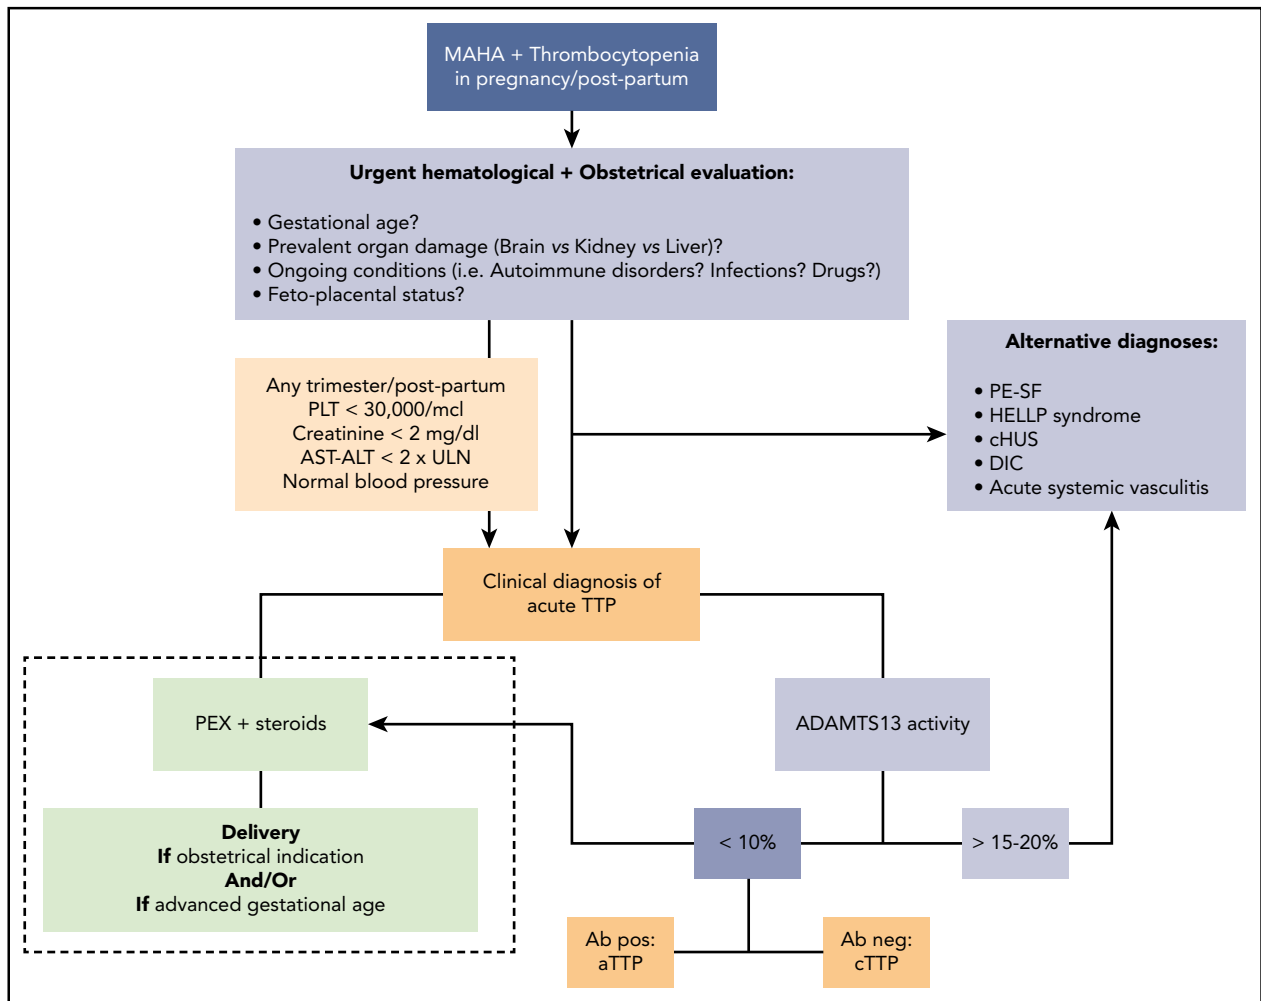 MAHA + Thrombocytopenia
in pregnancy/post-partum
Urgent hematological + Obstetrical evaluation:
• Gestational age?
• Prevalent organ damage (Brain vs Kidney vs Liver)?
• Ongoing conditions (i.e. Autoimmune disorders? Infections? Drugs?)
• Feto-placental status?
Any trimester/post-partum
PLT < 30,000/mcl
Creatinine < 2 mg/dl
AST-ALT < 2 x ULN
Normal blood pressure
Alternative diagnoses:
• PE-SF
• HELLP syndrome
• cHUS
• DIC
• Acute systemic vasculitis
Clinical diagnosis of
acute TTP
PEX + steroids
ADAMTS13 activity
Delivery
If obstetrical indication
And/Or
If advanced gestational age
< 10%
> 15-20%
Ab pos:
aTTP
Ab neg:
cTTP